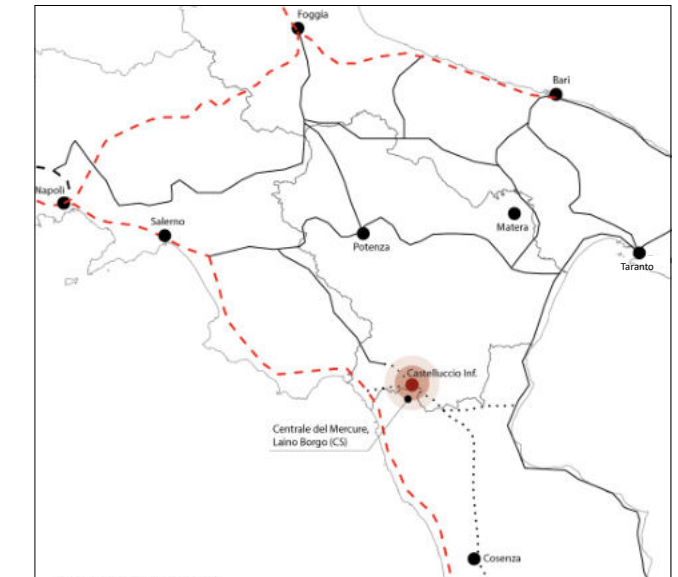 Foggia
Bari
Napoli
Salerno
Matera
Potenza
Taranto
Castelluccio Inf.
Centrale del Mercure,
Laino Borgo (CS)
Cosenza